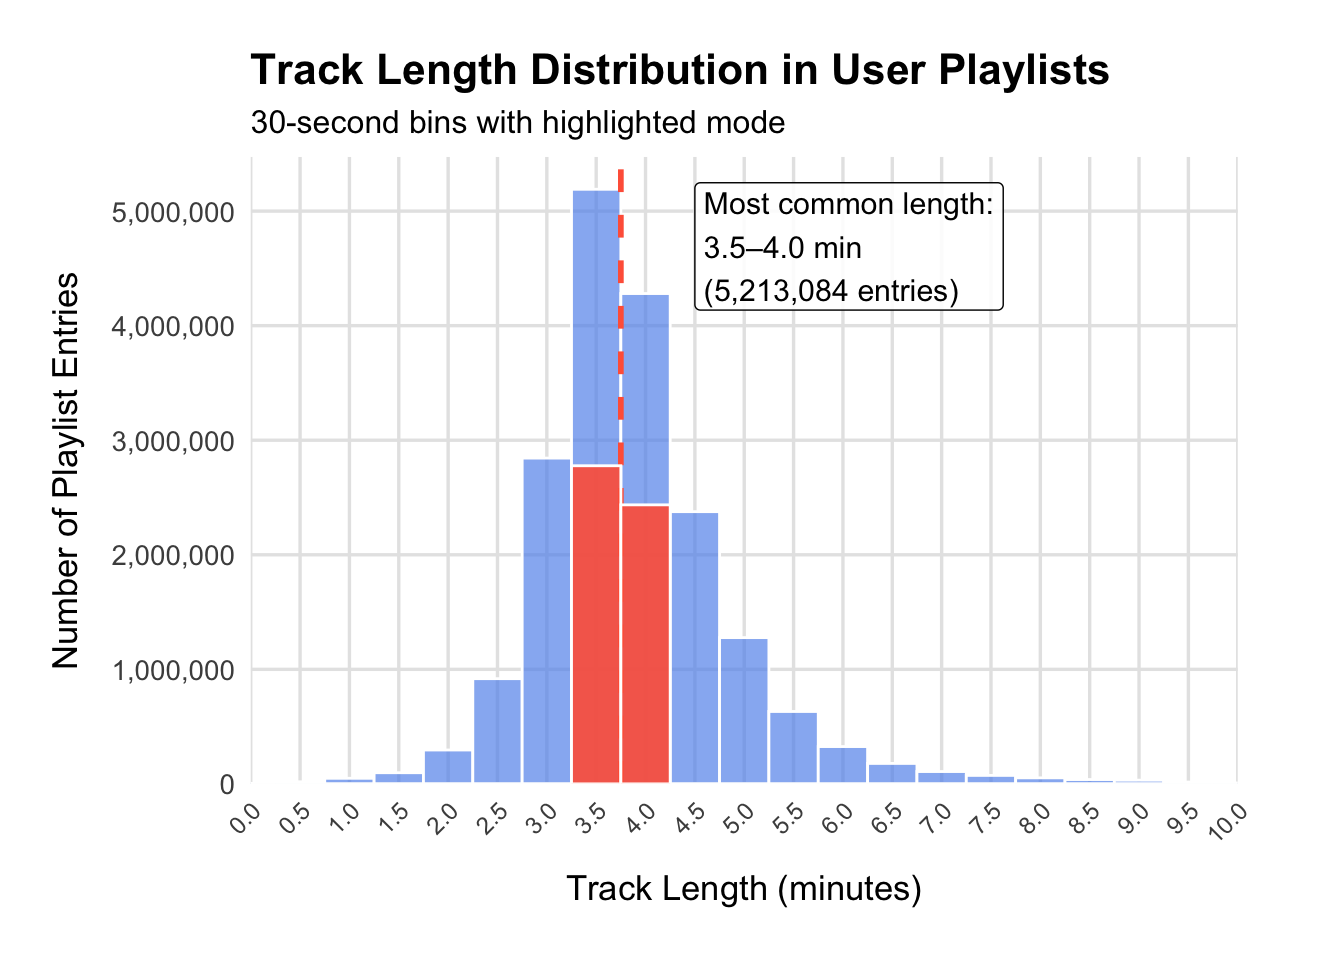 Track Length Distribution in User Playlists
30-second bins with highlighted mode
Most common length:
3.5–4.0 min
(5,213,084 entries)
Number of Playlist Entries
5,000,000
4,000,000
3,000,000
2,000,000
1,000,000
0
0.0 0.5 1.0 1.5 2.0 2.5 3.0 3.5 4.0 4.5 5.0 5.5 6.0 6.5 7.0 7.5 8.0 8.5 9.0 9.5 10.0
Track Length (minutes)